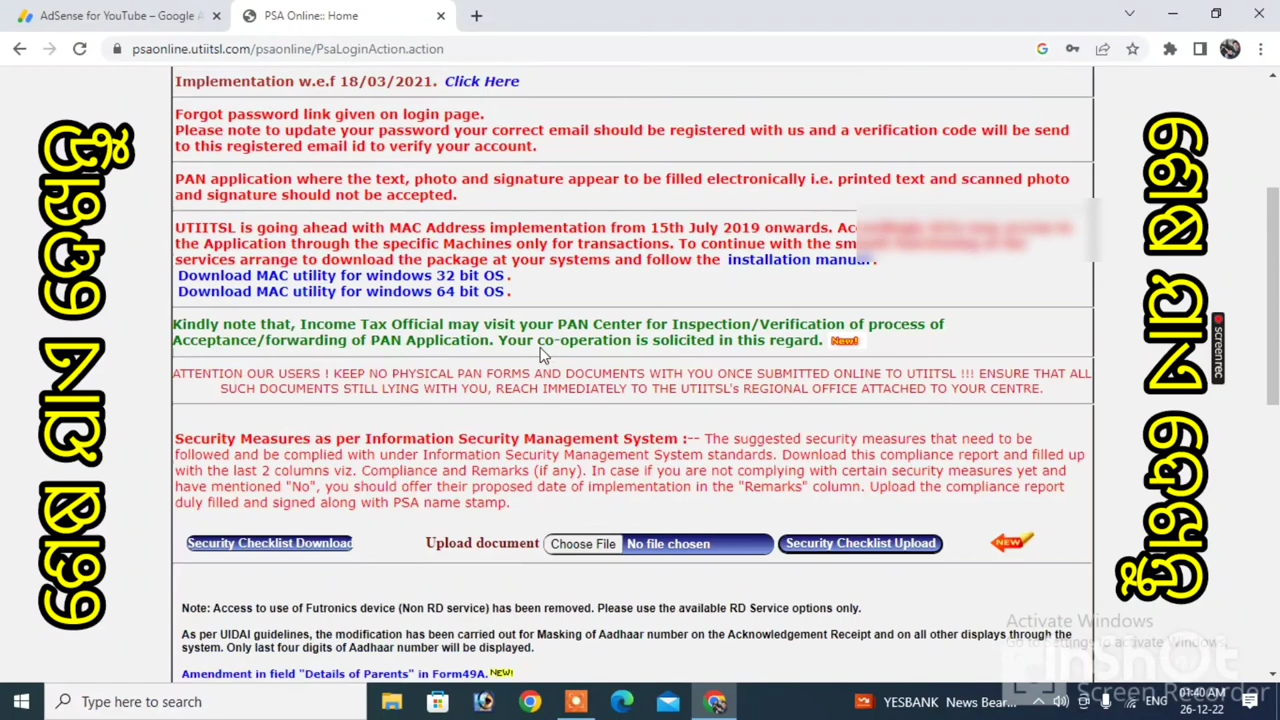 AdSense for YouTube – Google A
PSA Online:: Home
psaonline.utiitsl.com/psaonline/PsaLoginAction.action
Implementation w.e.f 18/03/2021. Click Here
Forgot password link given on login page.
Please note to update your password your correct email should be registered with us and a verification code will be send
to this registered email id to verify your account.
PAN application where the text, photo and signature appear to be filled electronically i.e. printed text and scanned photo
and signature should not be accepted.
UTIITSL is going ahead with MAC Address implementation from 15th July 2019 onwards.
the Application through the specific Machines only for transactions. To continue with the
services arrange to download the package at your systems and follow the installation manual.
Download MAC utility for windows 32 bit OS.
Download MAC utility for windows 64 bit OS.
Kindly note that, Income Tax Official may visit your PAN Center for Inspection/Verification of process of
Acceptance/forwarding of PAN Application. Your co-operation is solicited in this regard. New!
ATTENTION OUR USERS ! KEEP NO PHYSICAL PAN FORMS AND DOCUMENTS WITH YOU ONCE SUBMITTED ONLINE TO UTIITSL !!! ENSURE THAT ALL
SUCH DOCUMENTS STILL LYING WITH YOU, REACH IMMEDIATELY TO THE UTIITSL's REGIONAL OFFICE ATTACHED TO YOUR CENTRE.
Security Measures as per Information Security Management System :-- The suggested security measures that need to be
followed and be complied with under Information Security Management System standards. Download this compliance report and filled up
with the last 2 columns viz. Compliance and Remarks (if any). In case if you are not complying with certain security measures yet and
have mentioned "No", you should offer their proposed date of implementation in the "Remarks" column. Upload the compliance report
duly filled and signed along with PSA name stamp.
Security Checklist Download Upload document Choose File No file chosen Security Checklist Upload NEW
Note: Access to use of Futronics device (Non RD service) has been removed. Please use the available RD Service options only.
As per UIDAI guidelines, the modification has been carried out for Masking of Aadhaar number on the Acknowledgement Receipt and on all other displays through the
system. Only last four digits of Aadhaar number will be displayed.
Amendment in field "Details of Parents" in Form49A. NEW!
ଶେଷ ଯାଏ ଦେଖନ୍ତୁ
ଶେଷ ଯାଏ ଦେଖନ୍ତୁ
screenrec
Activate Windows
Go to Settings to activate Windows.
InShOt
Screen Recorder
Type here to search
YESBANK News Bear...
ENG
01:40 AM
26-12-22